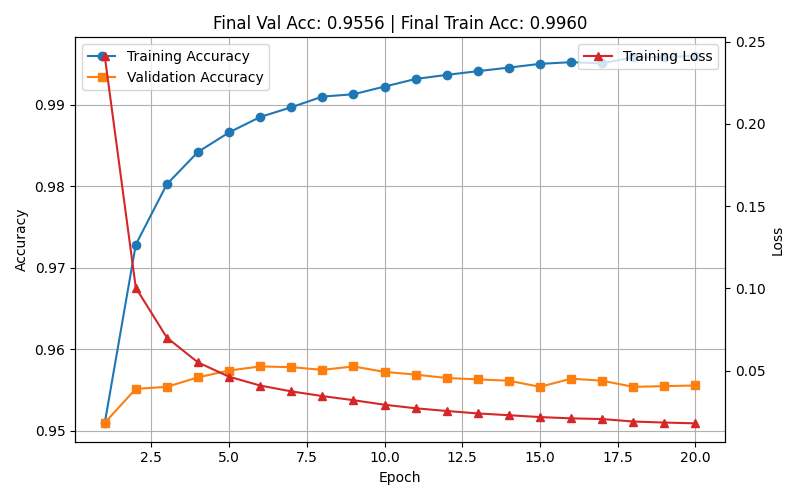 Final Val Acc: 0.9556 | Final Train Acc: 0.9960
Training Accuracy
Validation Accuracy
Training Loss
0.99
0.98
0.97
0.96
0.95
Accuracy
0.25
0.20
0.15
0.10
0.05
Loss
2.5 5.0 7.5 10.0 12.5 15.0 17.5 20.0
Epoch